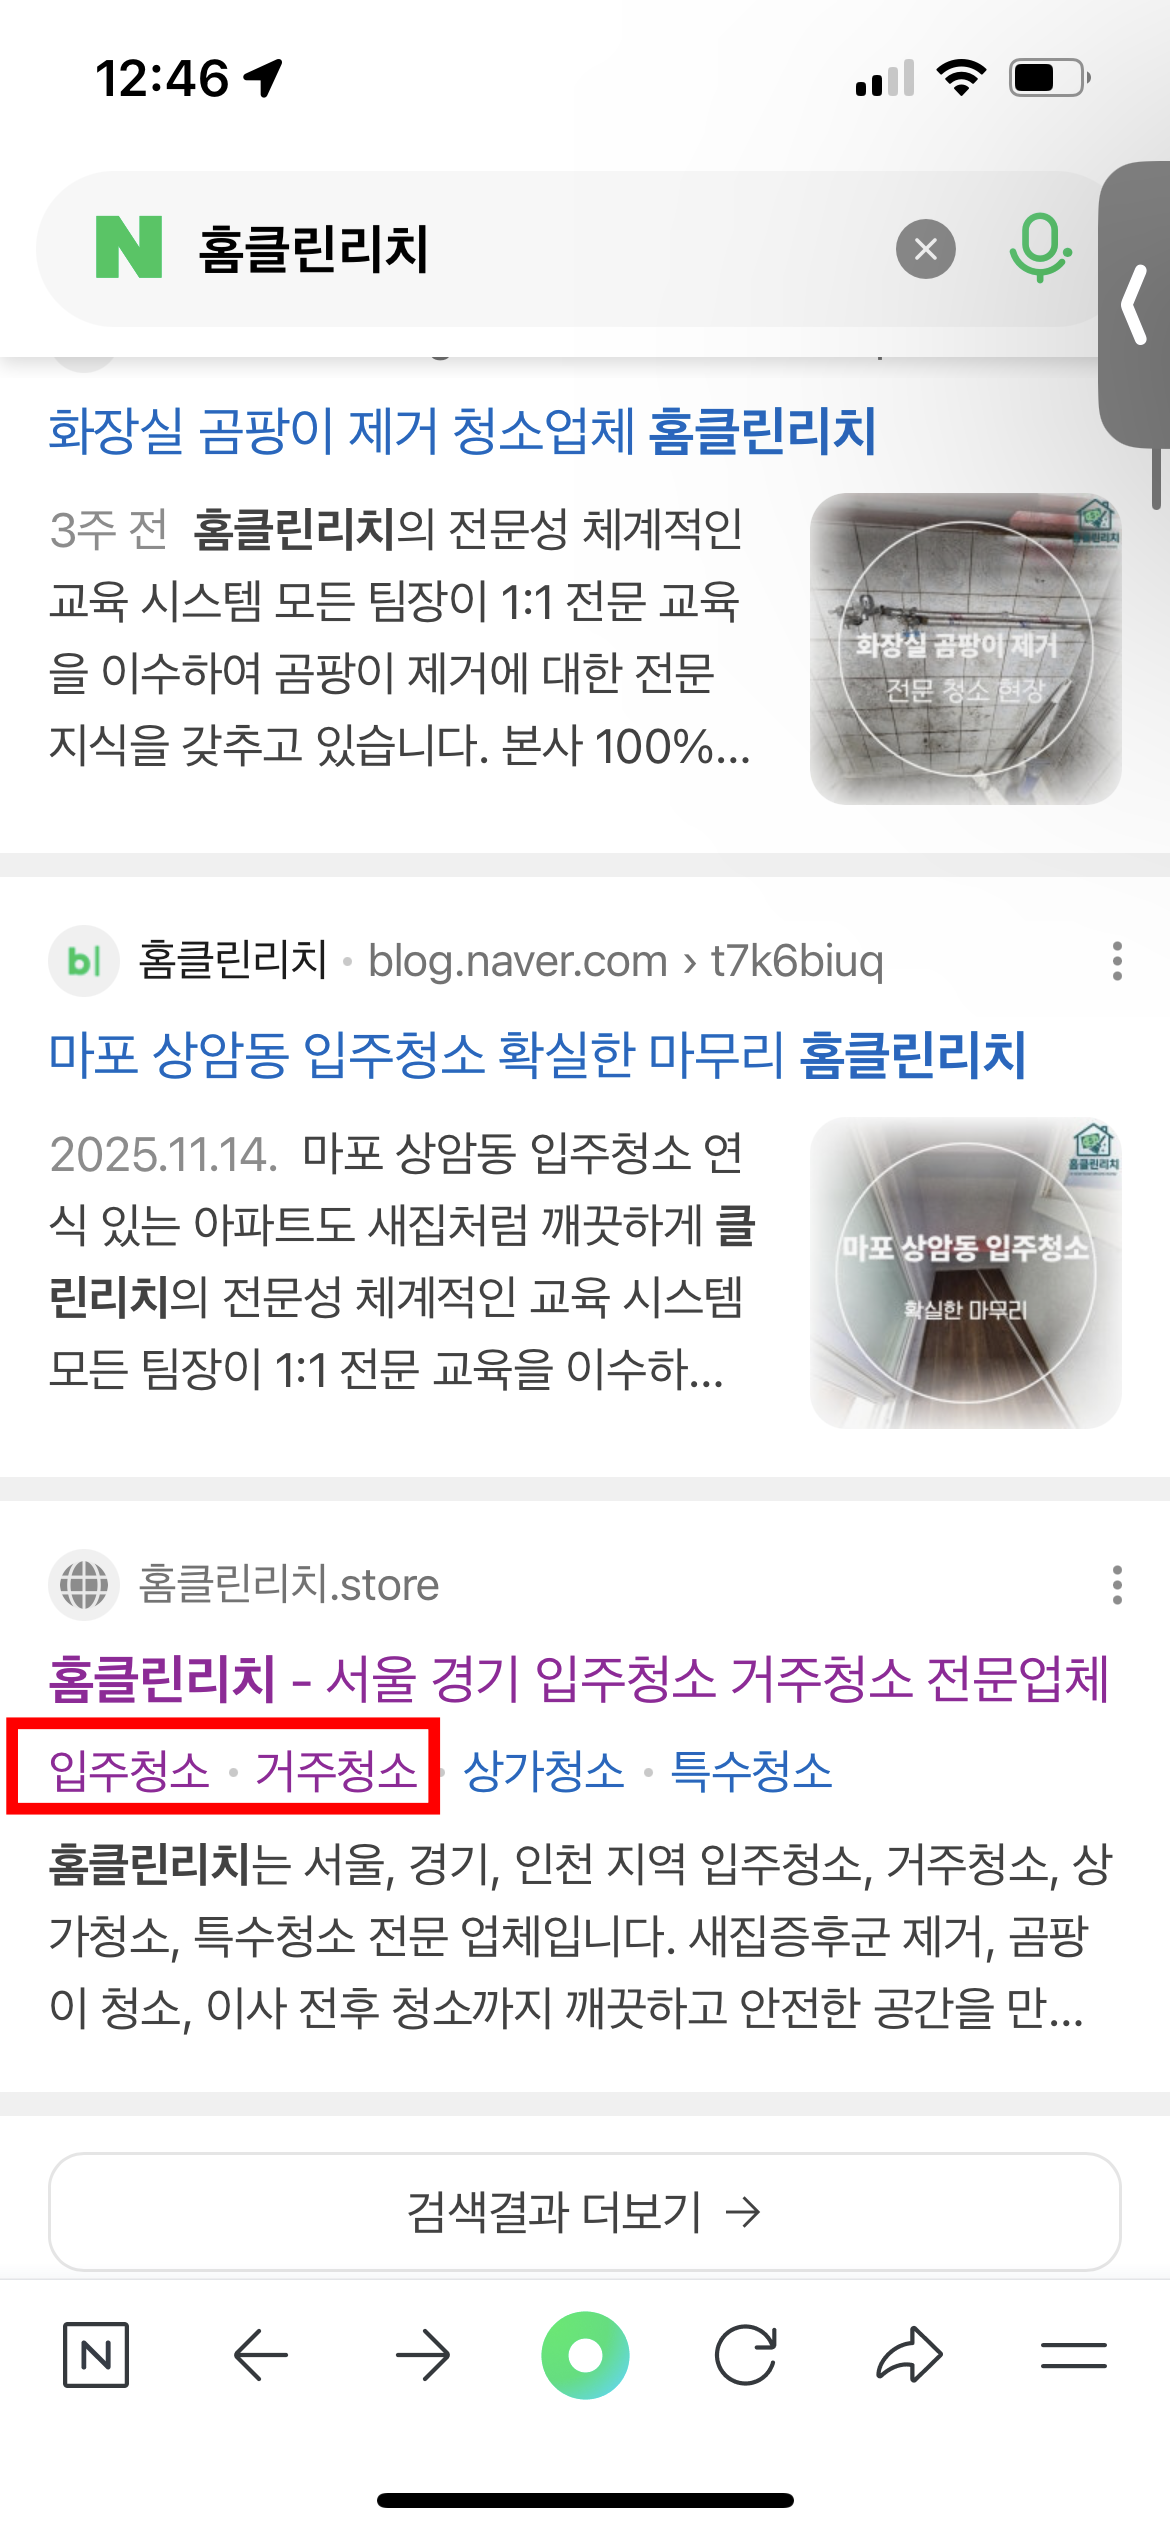 12:46
홈클린리치
화장실 곰팡이 제거 청소업체 홈클린리치
3주 전 홈클린리치의 전문성 체계적인
교육 시스템 모든 팀장이 1:1 전문 교육
을 이수하여 곰팡이 제거에 대한 전문
지식을 갖추고 있습니다. 본사 100%...
홈클린리치
화장실 곰팡이 제거
전문 청소 현장
홈클린리치 · blog.naver.com › t7k6biuq
마포 상암동 입주청소 확실한 마무리 홈클린리치
2025.11.14. 마포 상암동 입주청소 연
식 있는 아파트도 새집처럼 깨끗하게 클
린리치의 전문성 체계적인 교육 시스템
모든 팀장이 1:1 전문 교육을 이수하...
홈클린리치
마포 상암동 입주청소
확실한 마무리
홈클린리치.store
홈클린리치 - 서울 경기 입주청소 거주청소 전문업체
입주청소 · 거주청소 · 상가청소 · 특수청소
홈클린리치는 서울, 경기, 인천 지역 입주청소, 거주청소, 상
가청소, 특수청소 전문 업체입니다. 새집증후군 제거, 곰팡
이 청소, 이사 전후 청소까지 깨끗하고 안전한 공간을 만...
검색결과 더보기 →